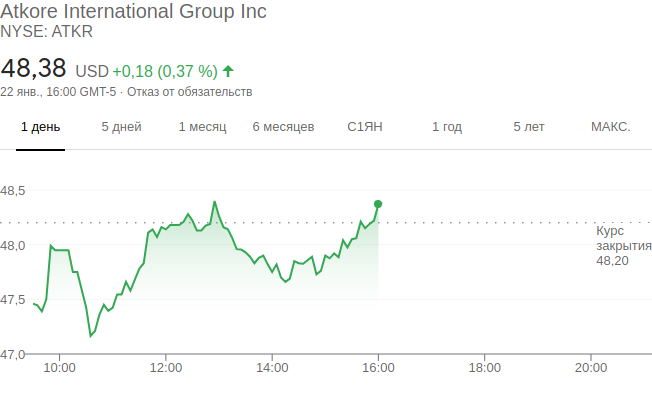 Atkore International Group Inc
NYSE: ATKR
48,38 USD +0,18 (0,37 %)
22 янв., 16:00 GMT-5 · Отказ от обязательств
1 день 5 дней 1 месяц 6 месяцев С1ЯН 1 год 5 лет МАКС.
48,5
48,0
47,5
47,0
Курс
закрытия
48,20
10:00 12:00 14:00 16:00 18:00 20:00